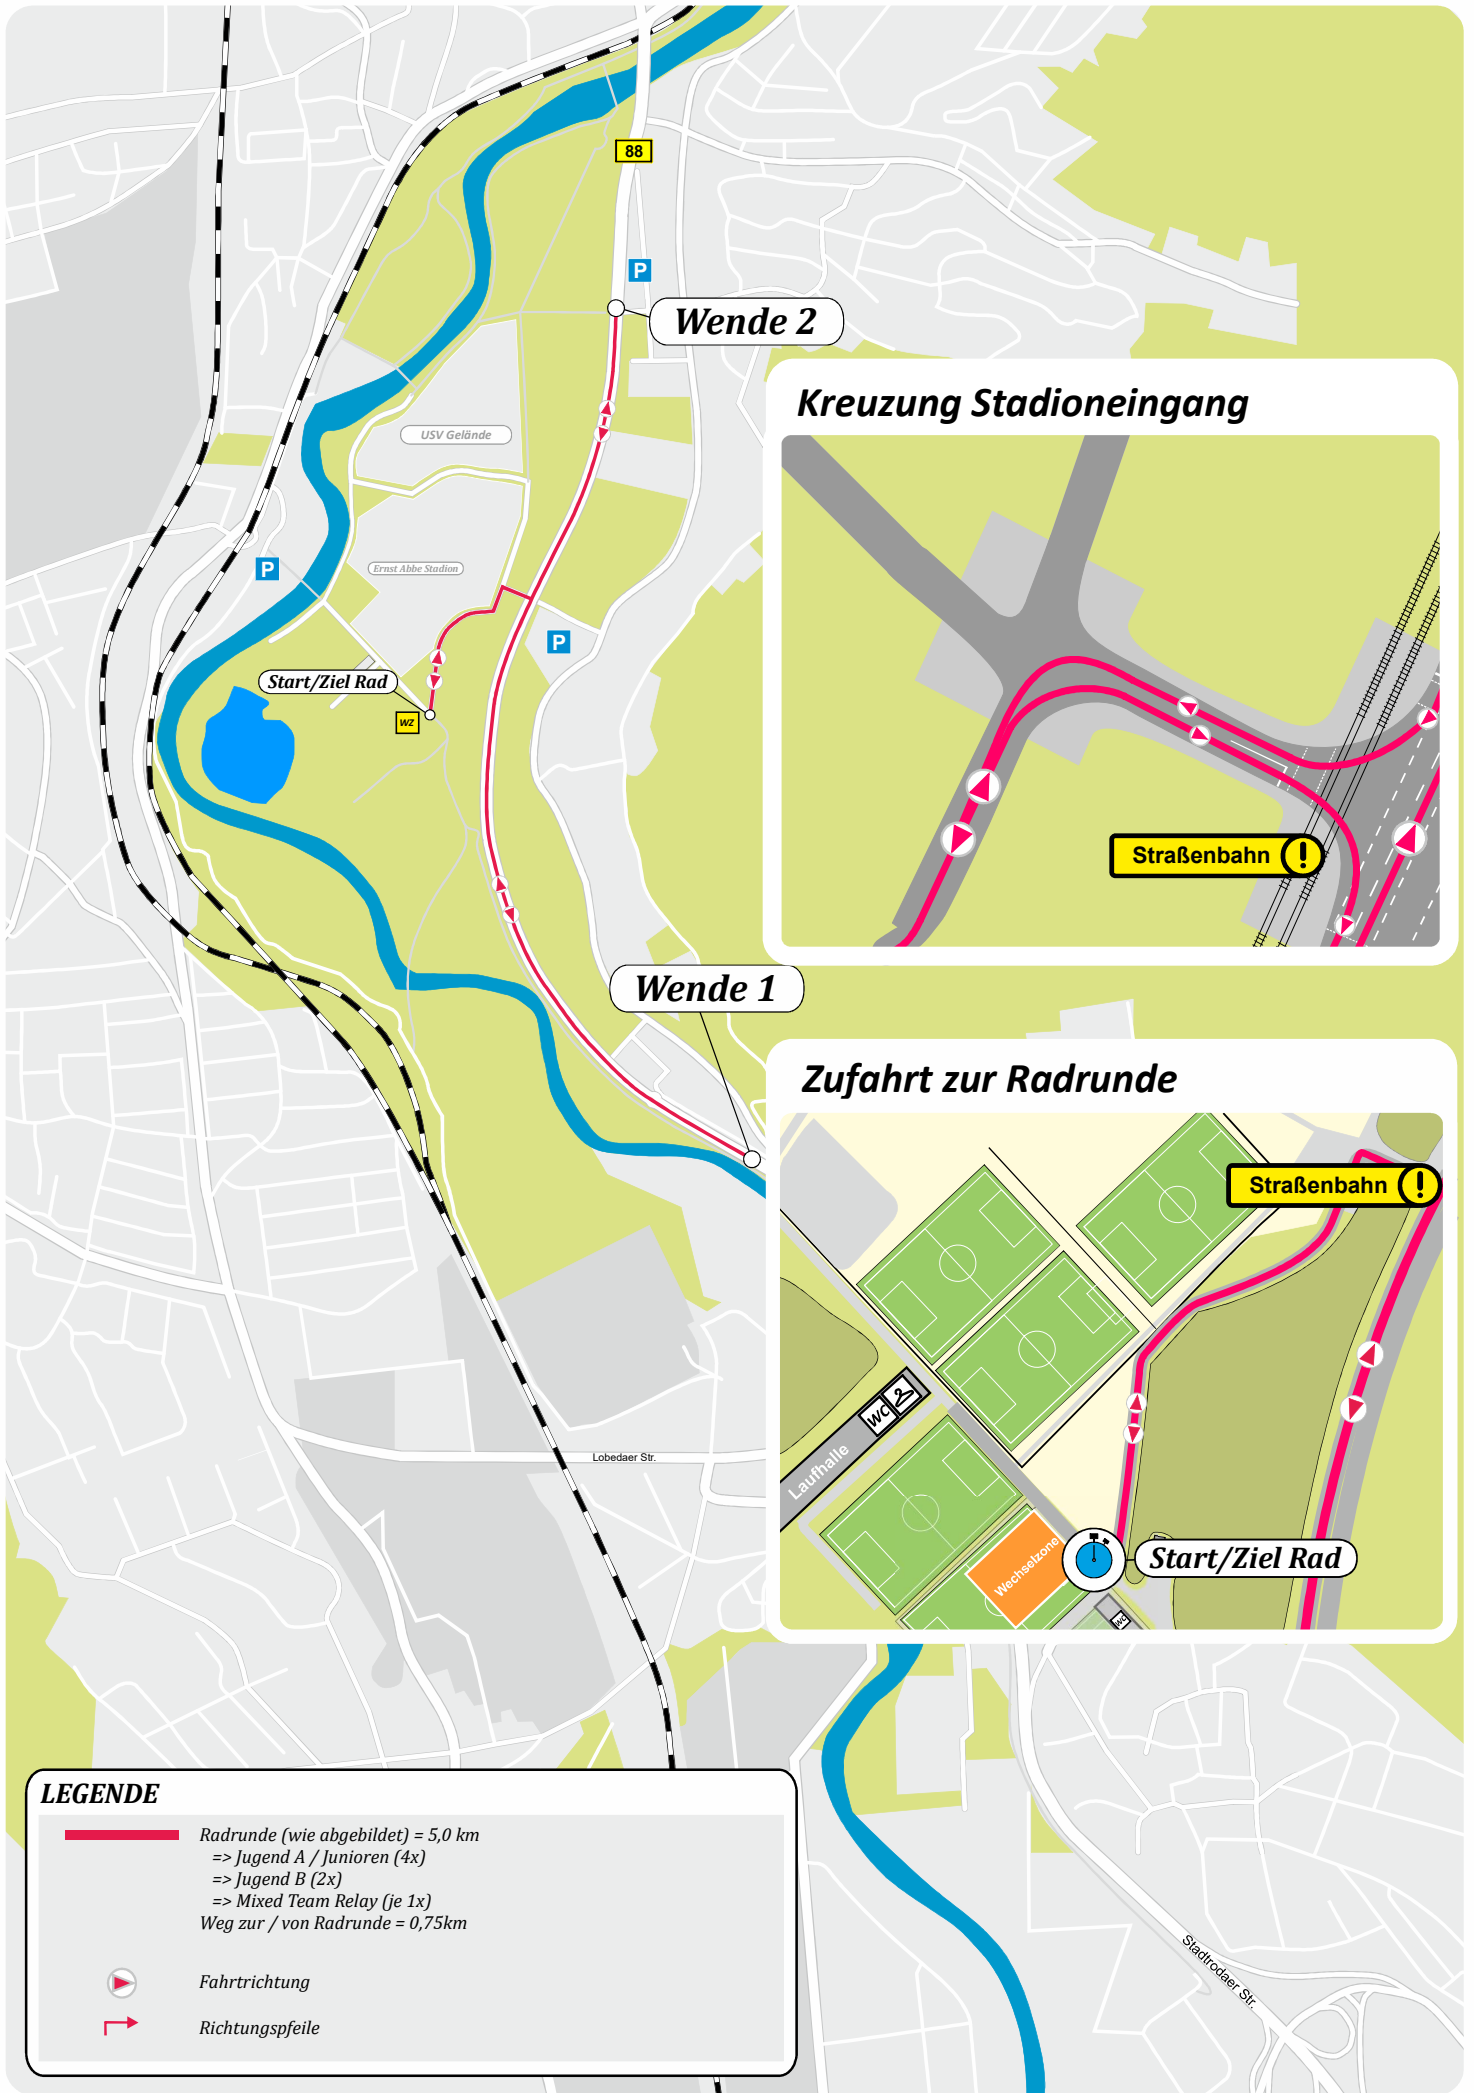 88
P
Wende 2
Kreuzung Stadioneingang
USV Gelände
Ernst Abbe Stadion
P
P
Start/Ziel Rad
WZ
Straßenbahn !
Wende 1
Zufahrt zur Radrunde
Straßenbahn !
WC
Laufhalle
Lobedaer Str.
Wechselzone
Start/Ziel Rad
WC
LEGENDE
Radrunde (wie abgebildet) = 5,0 km
=> Jugend A / Junioren (4x)
=> Jugend B (2x)
=> Mixed Team Relay (je 1x)
Weg zur / von Radrunde = 0,75km
Fahrtrichtung
Richtungspfeile
Stadtrodaer Str.